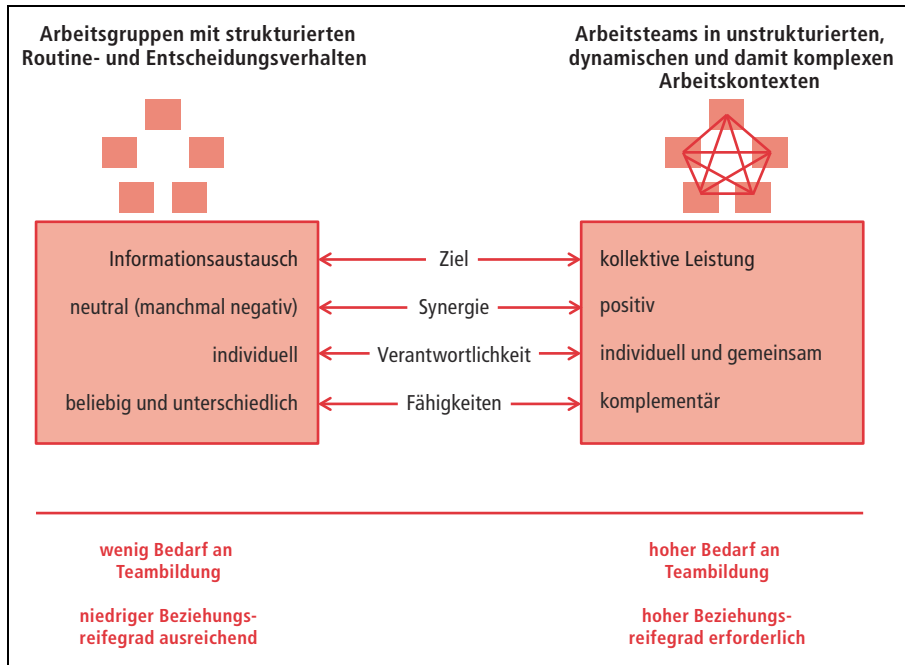 Arbeitsgruppen mit strukturierten
Routine- und Entscheidungsverhalten
Arbeitsteams in unstrukturierten,
dynamischen und damit komplexen
Arbeitskontexten
Informationsaustausch
Ziel
kollektive Leistung
neutral (manchmal negativ)
Synergie
positiv
individuell
Verantwortlichkeit
individuell und gemeinsam
beliebig und unterschiedlich
Fähigkeiten
komplementär
wenig Bedarf an
Teambildung
niedriger Beziehungs-
reifegrad ausreichend
hoher Bedarf an
Teambildung
hoher Beziehungs-
reifegrad erforderlich